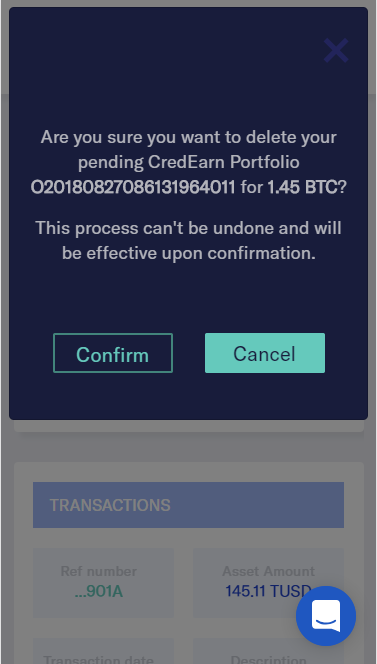 Are you sure you want to delete your
pending CredEarn Portfolio
O20180827086131964011 for 1.45 BTC?
This process can't be undone and will
be effective upon confirmation.
Confirm
Cancel
TRANSACTIONS
Ref number
...901A
Asset Amount
145.11 TUSD
Transaction date
Description